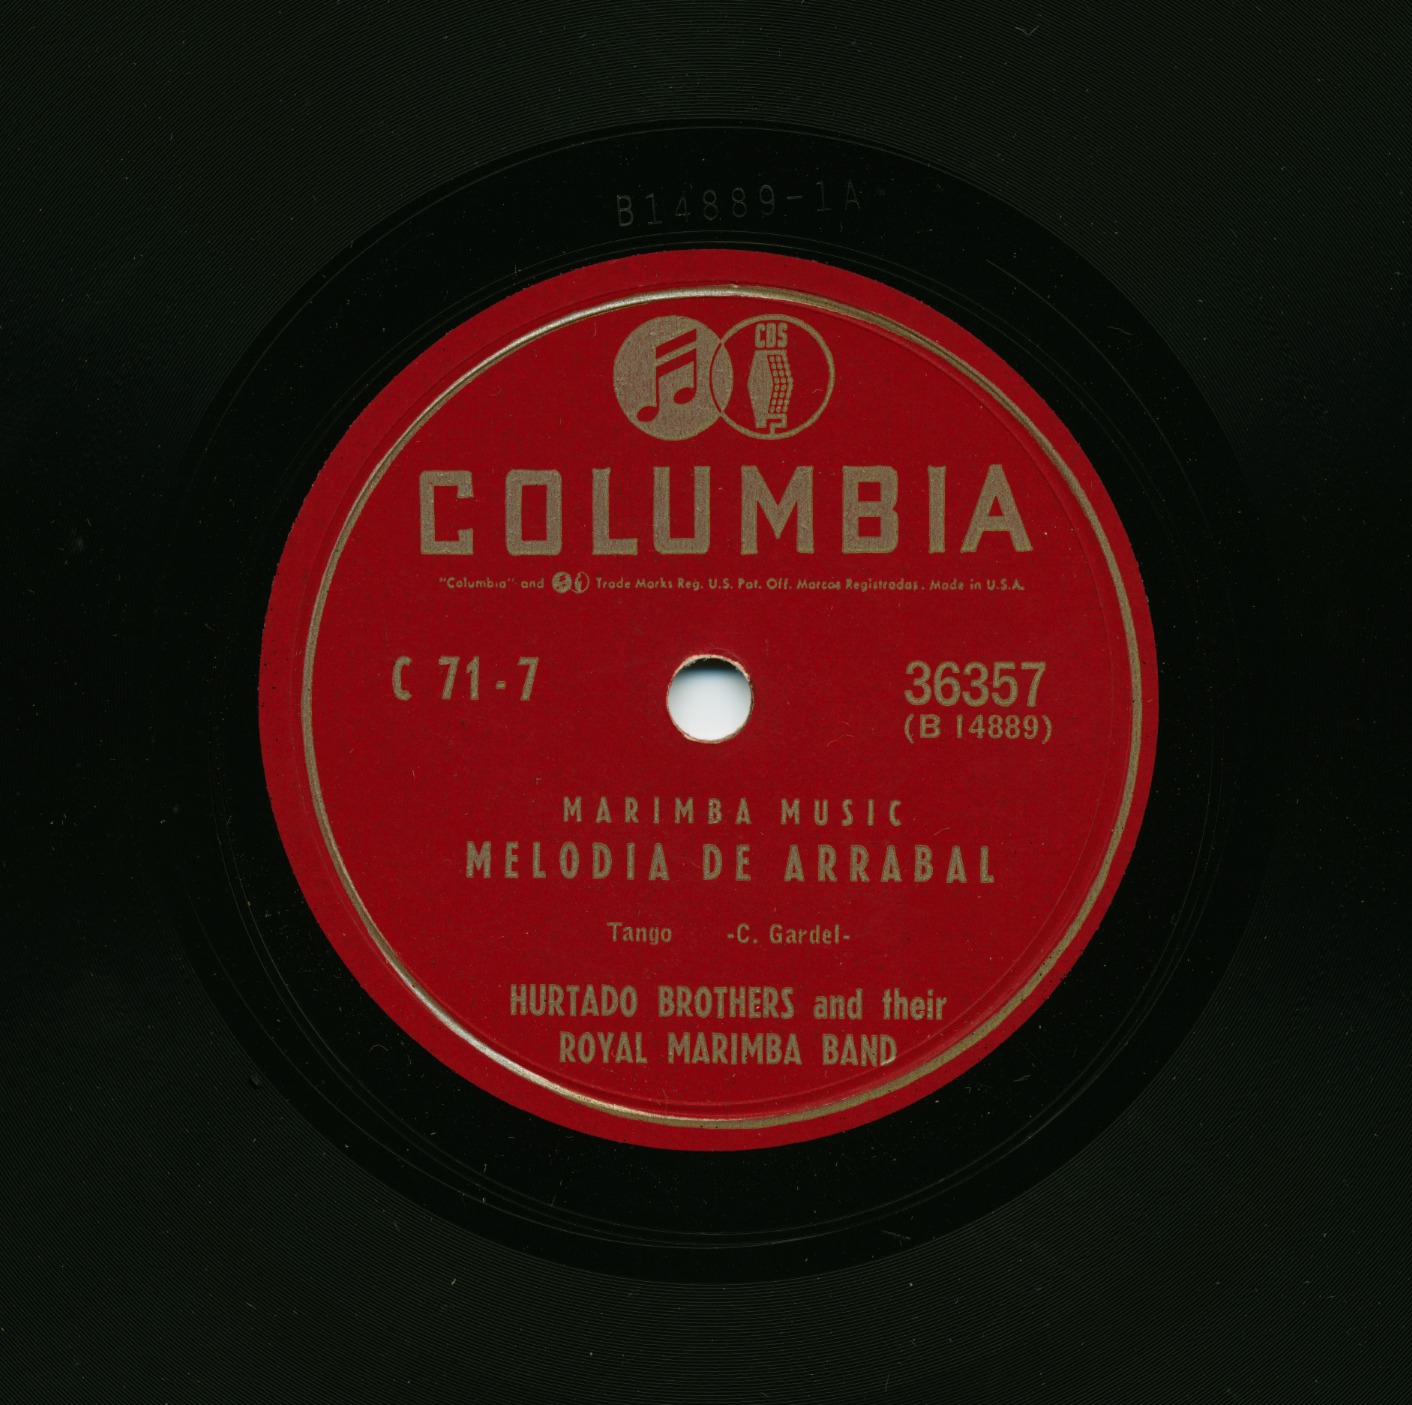 B14889-1A
CBS
COLUMBIA
"Columbia" and Trade Marks Reg. U.S. Pat. Off. Marcas Registradas. Made in U.S.A.
C 71-7
36357
(B 14889)
MARIMBA MUSIC
MELODIA DE ARRABAL
Tango -C. Gardel-
HURTADO BROTHERS and their
ROYAL MARIMBA BAND